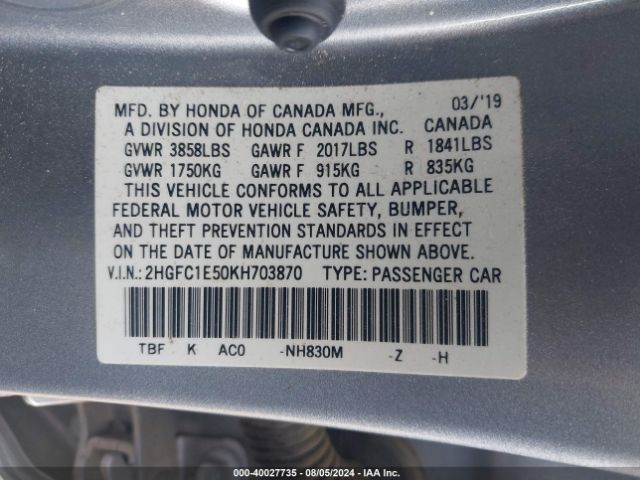 MFD. BY HONDA OF CANADA MFG., 03/'19
A DIVISION OF HONDA CANADA INC. CANADA
GVWR 3858LBS GAWR F 2017LBS R 1841LBS
GVWR 1750KG GAWR F 915KG R 835KG
THIS VEHICLE CONFORMS TO ALL APPLICABLE
FEDERAL MOTOR VEHICLE SAFETY, BUMPER,
AND THEFT PREVENTION STANDARDS IN EFFECT
ON THE DATE OF MANUFACTURE SHOWN ABOVE.
V.I.N.: 2HGFC1E50KH703870 TYPE: PASSENGER CAR
TBF K AC0 -NH830M -Z -H
000-40027735 - 08/05/2024 - IAA Inc.